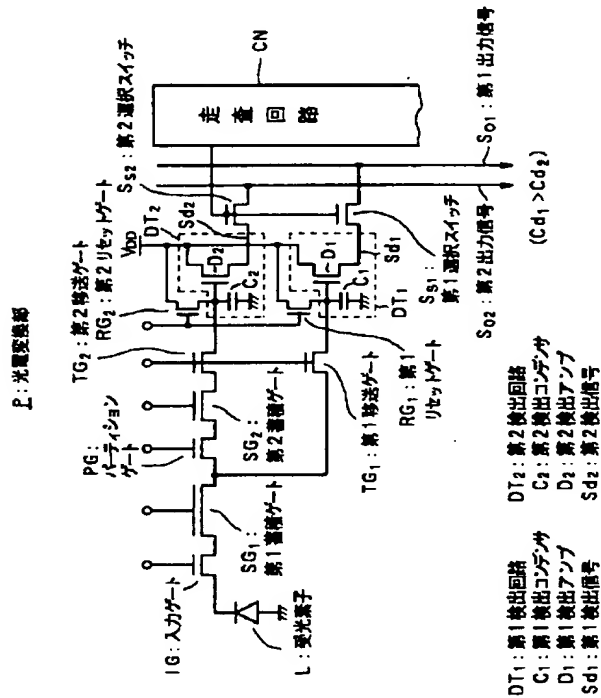 P:光電変換部
IG:入力ゲート
SG₁:
第1蓄積ゲート
PG:
パーティション
ゲート
SG₂:
第2蓄積ゲート
TG₂:第2移送ゲート
TG₁:第1移送ゲート
RG₂:第2リセットゲート
RG₁:第1
リセットゲート
L:受光素子
V_DD
DT₂
Sd₂
D₂
C₂
D₁
C₁
DT₁
Sd₁
S_S2:第2選択スイッチ
S_S1:
第1選択スイッチ
走査回路
CN
S_O1:第1出力信号
S_O2:第2出力信号
(Cd₁>Cd₂)
DT₁:第1検出回路
C₁:第1検出コンデンサ
D₁:第1検出アンプ
Sd₁:第1検出信号
DT₂:第2検出回路
C₂:第2検出コンデンサ
D₂:第2検出アンプ
Sd₂:第2検出信号